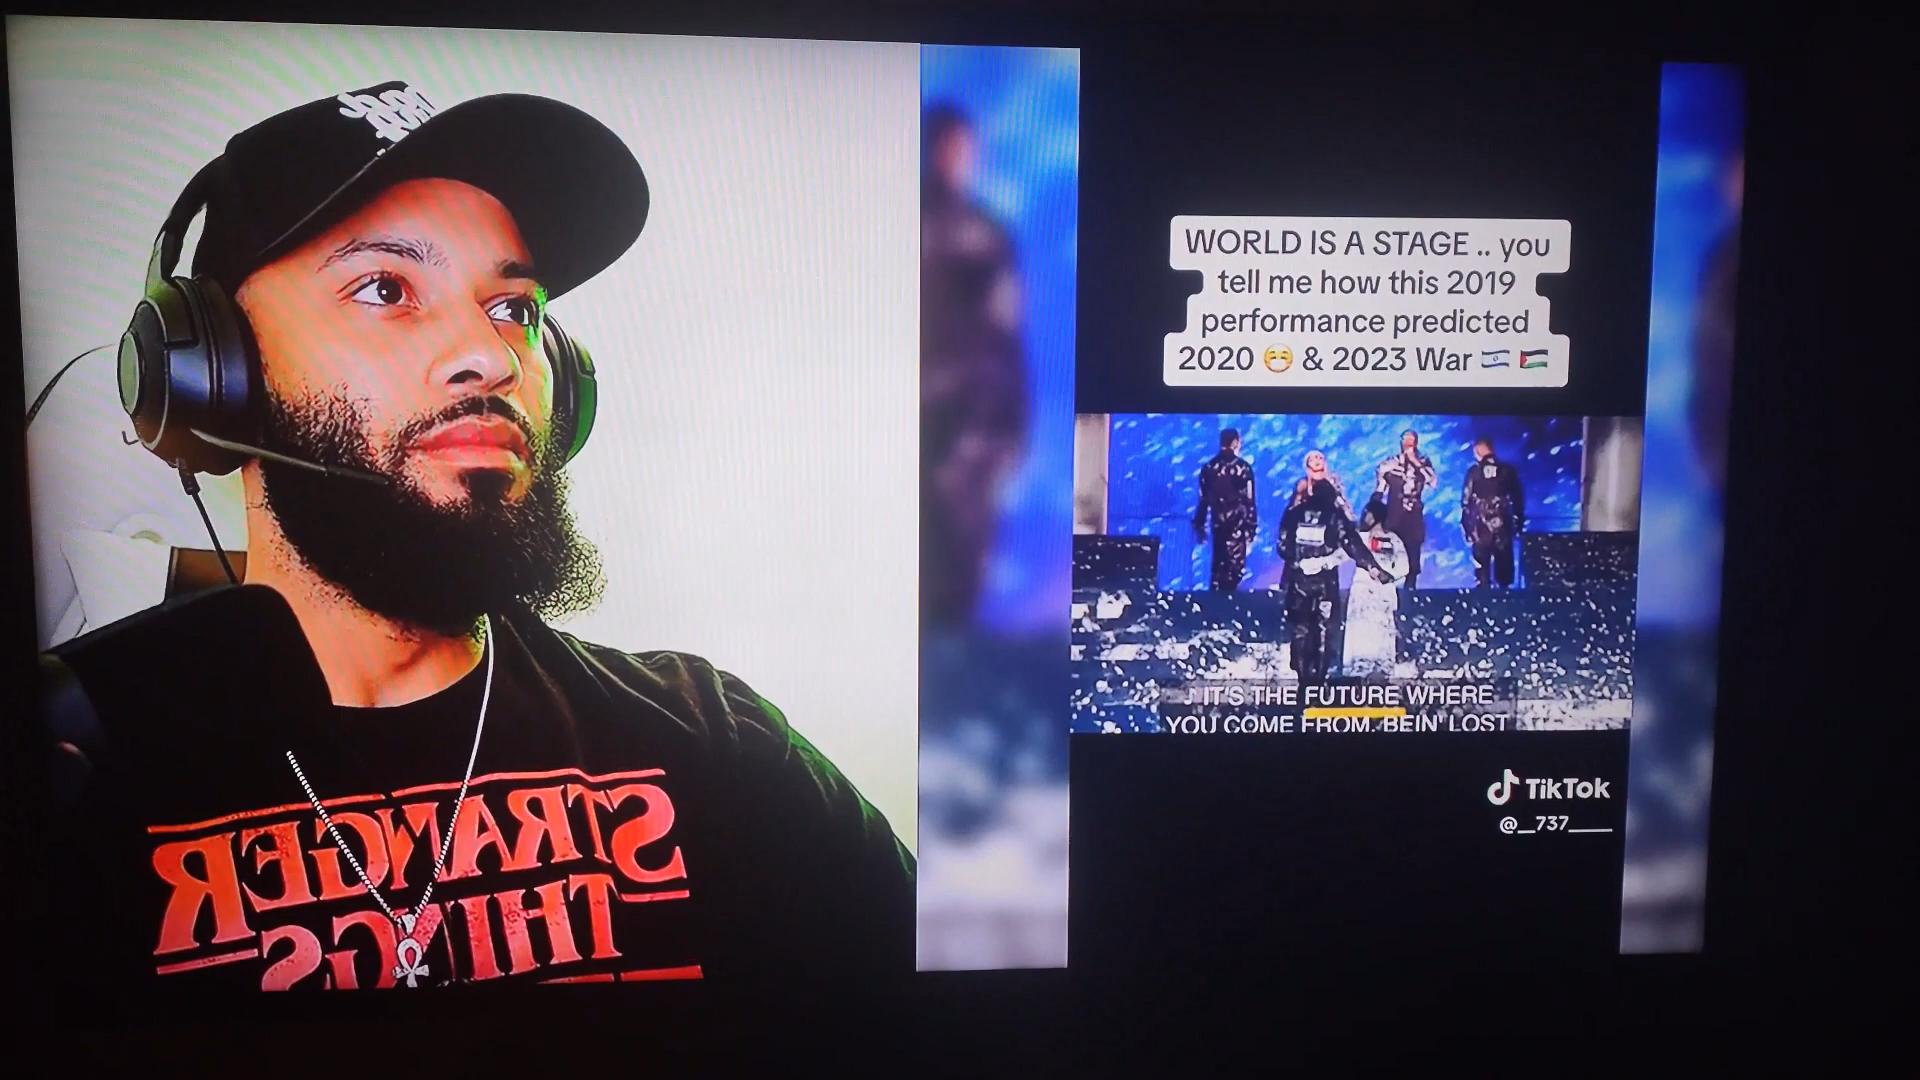 STRANGER
THINGS
WORLD IS A STAGE .. you
tell me how this 2019
performance predicted
2020 😷 & 2023 War 🇮🇱 🇵🇸
♪ IT'S THE FUTURE WHERE
YOU COME FROM, BEIN' LOST
TikTok
@__737____